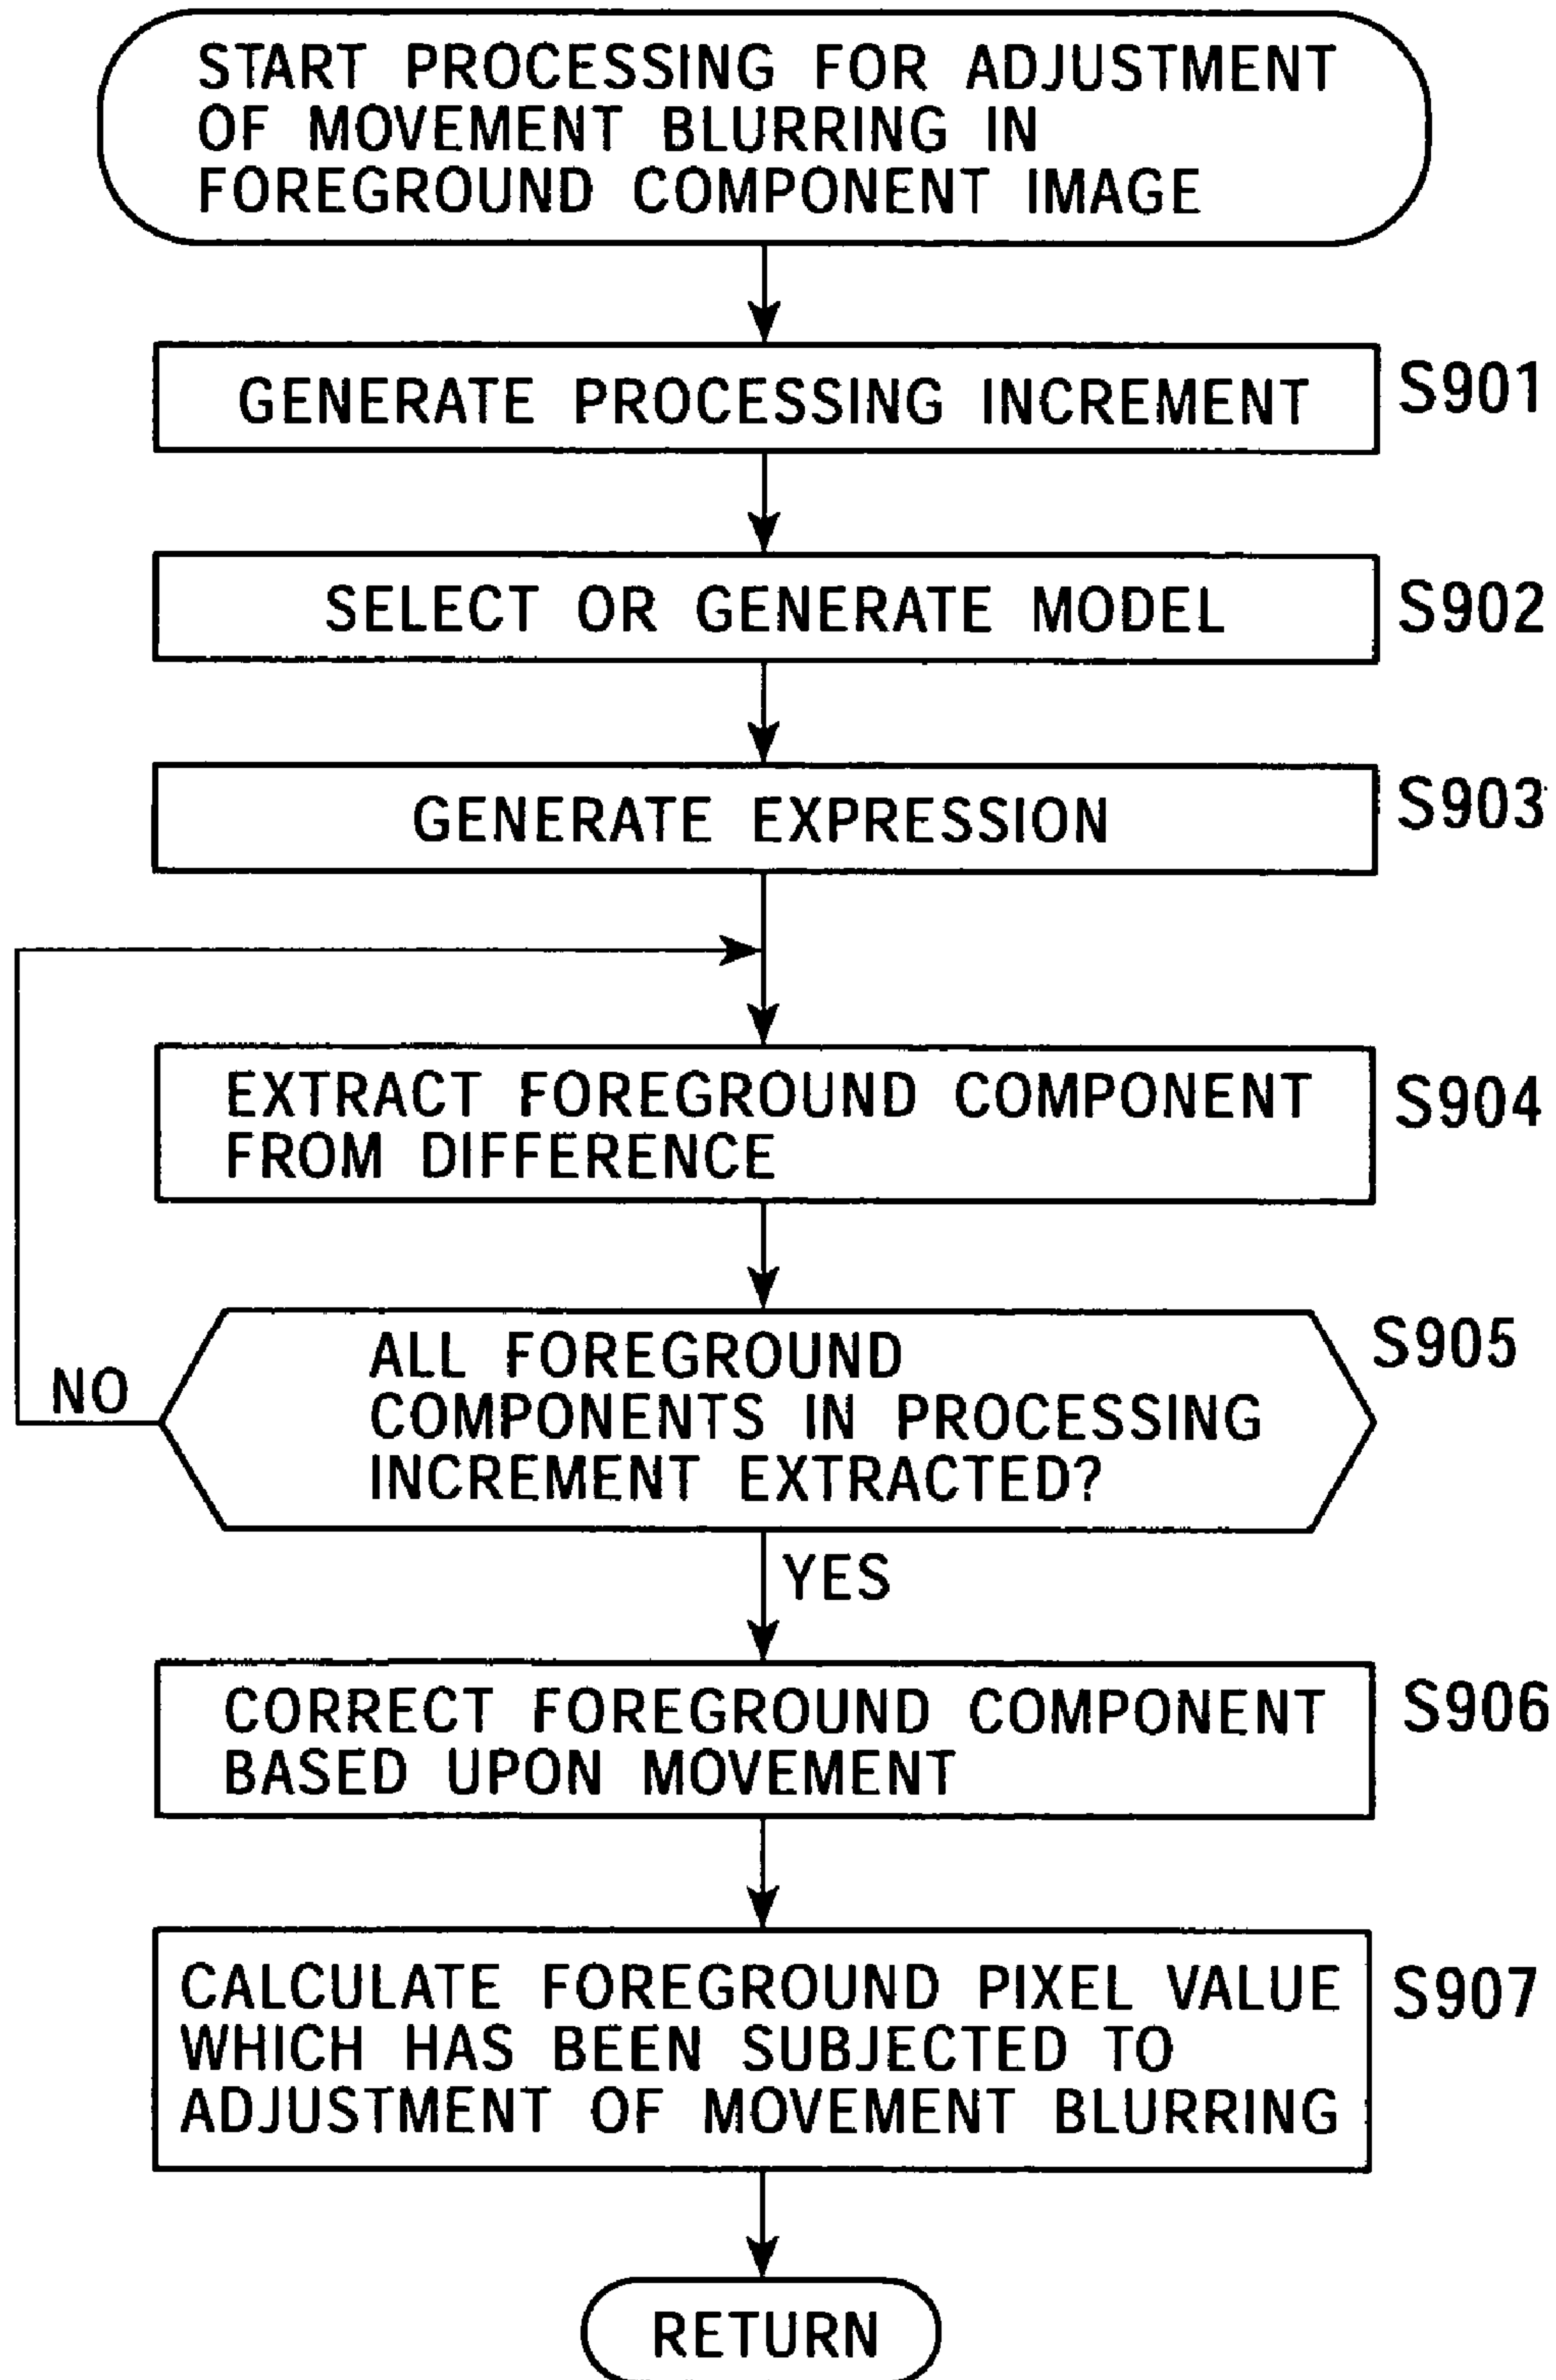 START PROCESSING FOR ADJUSTMENT
OF MOVEMENT BLURRING IN
FOREGROUND COMPONENT IMAGE
GENERATE PROCESSING INCREMENT
S901
SELECT OR GENERATE MODEL
S902
GENERATE EXPRESSION
S903
EXTRACT FOREGROUND COMPONENT
FROM DIFFERENCE
S904
ALL FOREGROUND
COMPONENTS IN PROCESSING
INCREMENT EXTRACTED?
S905
NO
YES
CORRECT FOREGROUND COMPONENT
BASED UPON MOVEMENT
S906
CALCULATE FOREGROUND PIXEL VALUE
WHICH HAS BEEN SUBJECTED TO
ADJUSTMENT OF MOVEMENT BLURRING
S907
RETURN